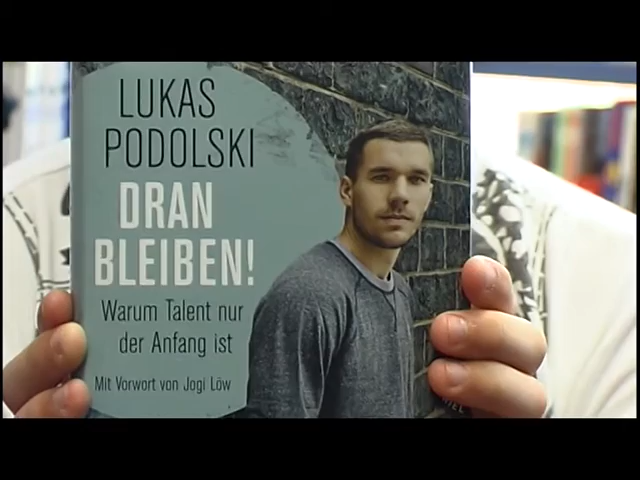 LUKAS
PODOLSKI
DRAN
BLEIBEN!
Warum Talent nur
der Anfang ist
Mit Vorwort von Jogi Löw